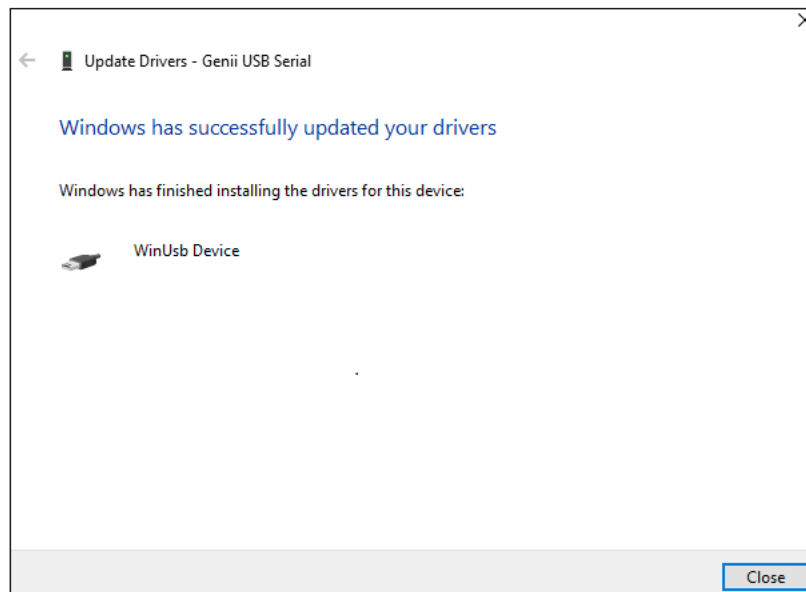 Update Drivers - Genii USB Serial
Windows has successfully updated your drivers
Windows has finished installing the drivers for this device:
WinUsb Device
Close